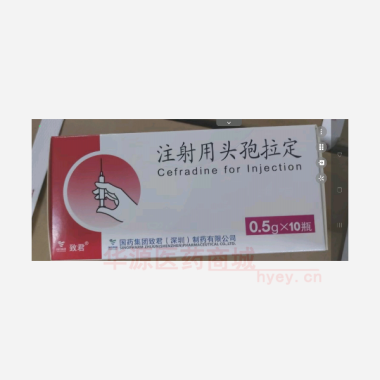 注射用头孢拉定
Cefradine for Injection
0.5g×10瓶
致君®
国药集团致君(深圳)制药有限公司
华源医药商城
hyey.cn